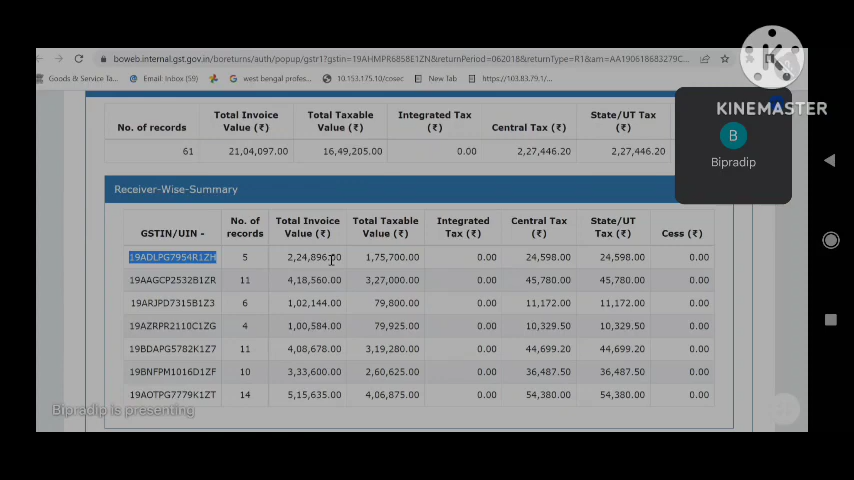 boweb.internal.gst.gov.in/boreturns/auth/popup/gstr1?gstin=19AHMPR6858E1ZN&returnPeriod=062018&returnType=R1&am=AA190618683279C...
Goods & Service Ta... Email: Inbox (59) west bengal profes... 10.153.175.10/cosec New Tab https://103.83.79.1/...
KINEMASTER
B
Bipradip
No. of records Total Invoice Value (₹) Total Taxable Value (₹) Integrated Tax (₹) Central Tax (₹) State/UT Tax (₹)
61 21,04,097.00 16,49,205.00 0.00 2,27,446.20 2,27,446.20
Receiver-Wise-Summary
GSTIN/UIN - No. of records Total Invoice Value (₹) Total Taxable Value (₹) Integrated Tax (₹) Central Tax (₹) State/UT Tax (₹) Cess (₹)
19ADLPG7954R1ZH 5 2,24,896.00 1,75,700.00 0.00 24,598.00 24,598.00 0.00
19AAGCP2532B1ZR 11 4,18,560.00 3,27,000.00 0.00 45,780.00 45,780.00 0.00
19ARJPD7315B1Z3 6 1,02,144.00 79,800.00 0.00 11,172.00 11,172.00 0.00
19AZRPR2110C1ZG 4 1,00,584.00 79,925.00 0.00 10,329.50 10,329.50 0.00
19BDAPG5782K1Z7 11 4,08,678.00 3,19,280.00 0.00 44,699.20 44,699.20 0.00
19BNFPM1016D1ZF 10 3,33,600.00 2,60,625.00 0.00 36,487.50 36,487.50 0.00
19AOTPG7779K1ZT 14 5,15,635.00 4,06,875.00 0.00 54,380.00 54,380.00 0.00
Bipradip is presenting